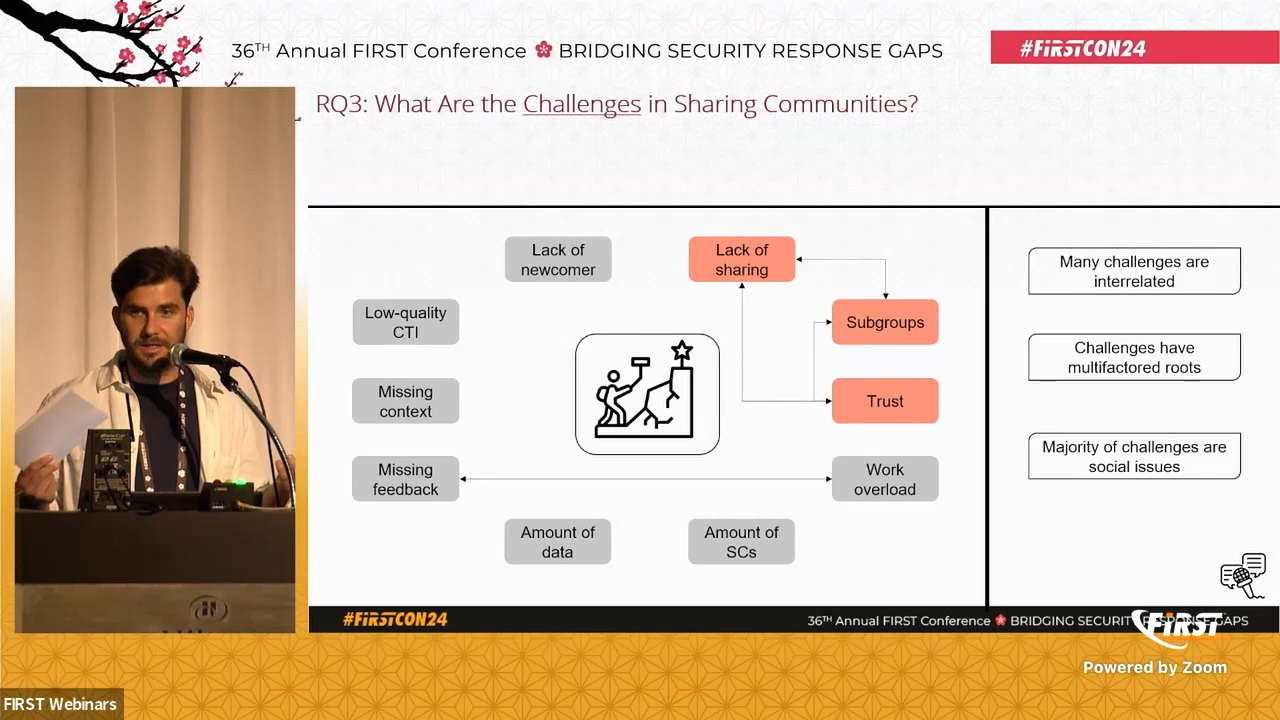 36TH Annual FIRST Conference BRIDGING SECURITY RESPONSE GAPS
#FiRSTCON24
RQ3: What Are the Challenges in Sharing Communities?
Lack of
newcomer
Lack of
sharing
Low-quality
CTI
Subgroups
Missing
context
Trust
Missing
feedback
Work
overload
Amount of
data
Amount of
SCs
Many challenges are
interrelated
Challenges have
multifactored roots
Majority of challenges are
social issues
#FiRSTCON24
36TH Annual FIRST Conference BRIDGING SECURITY RESPONSE GAPS
FiRST
Powered by Zoom
FIRST Webinars